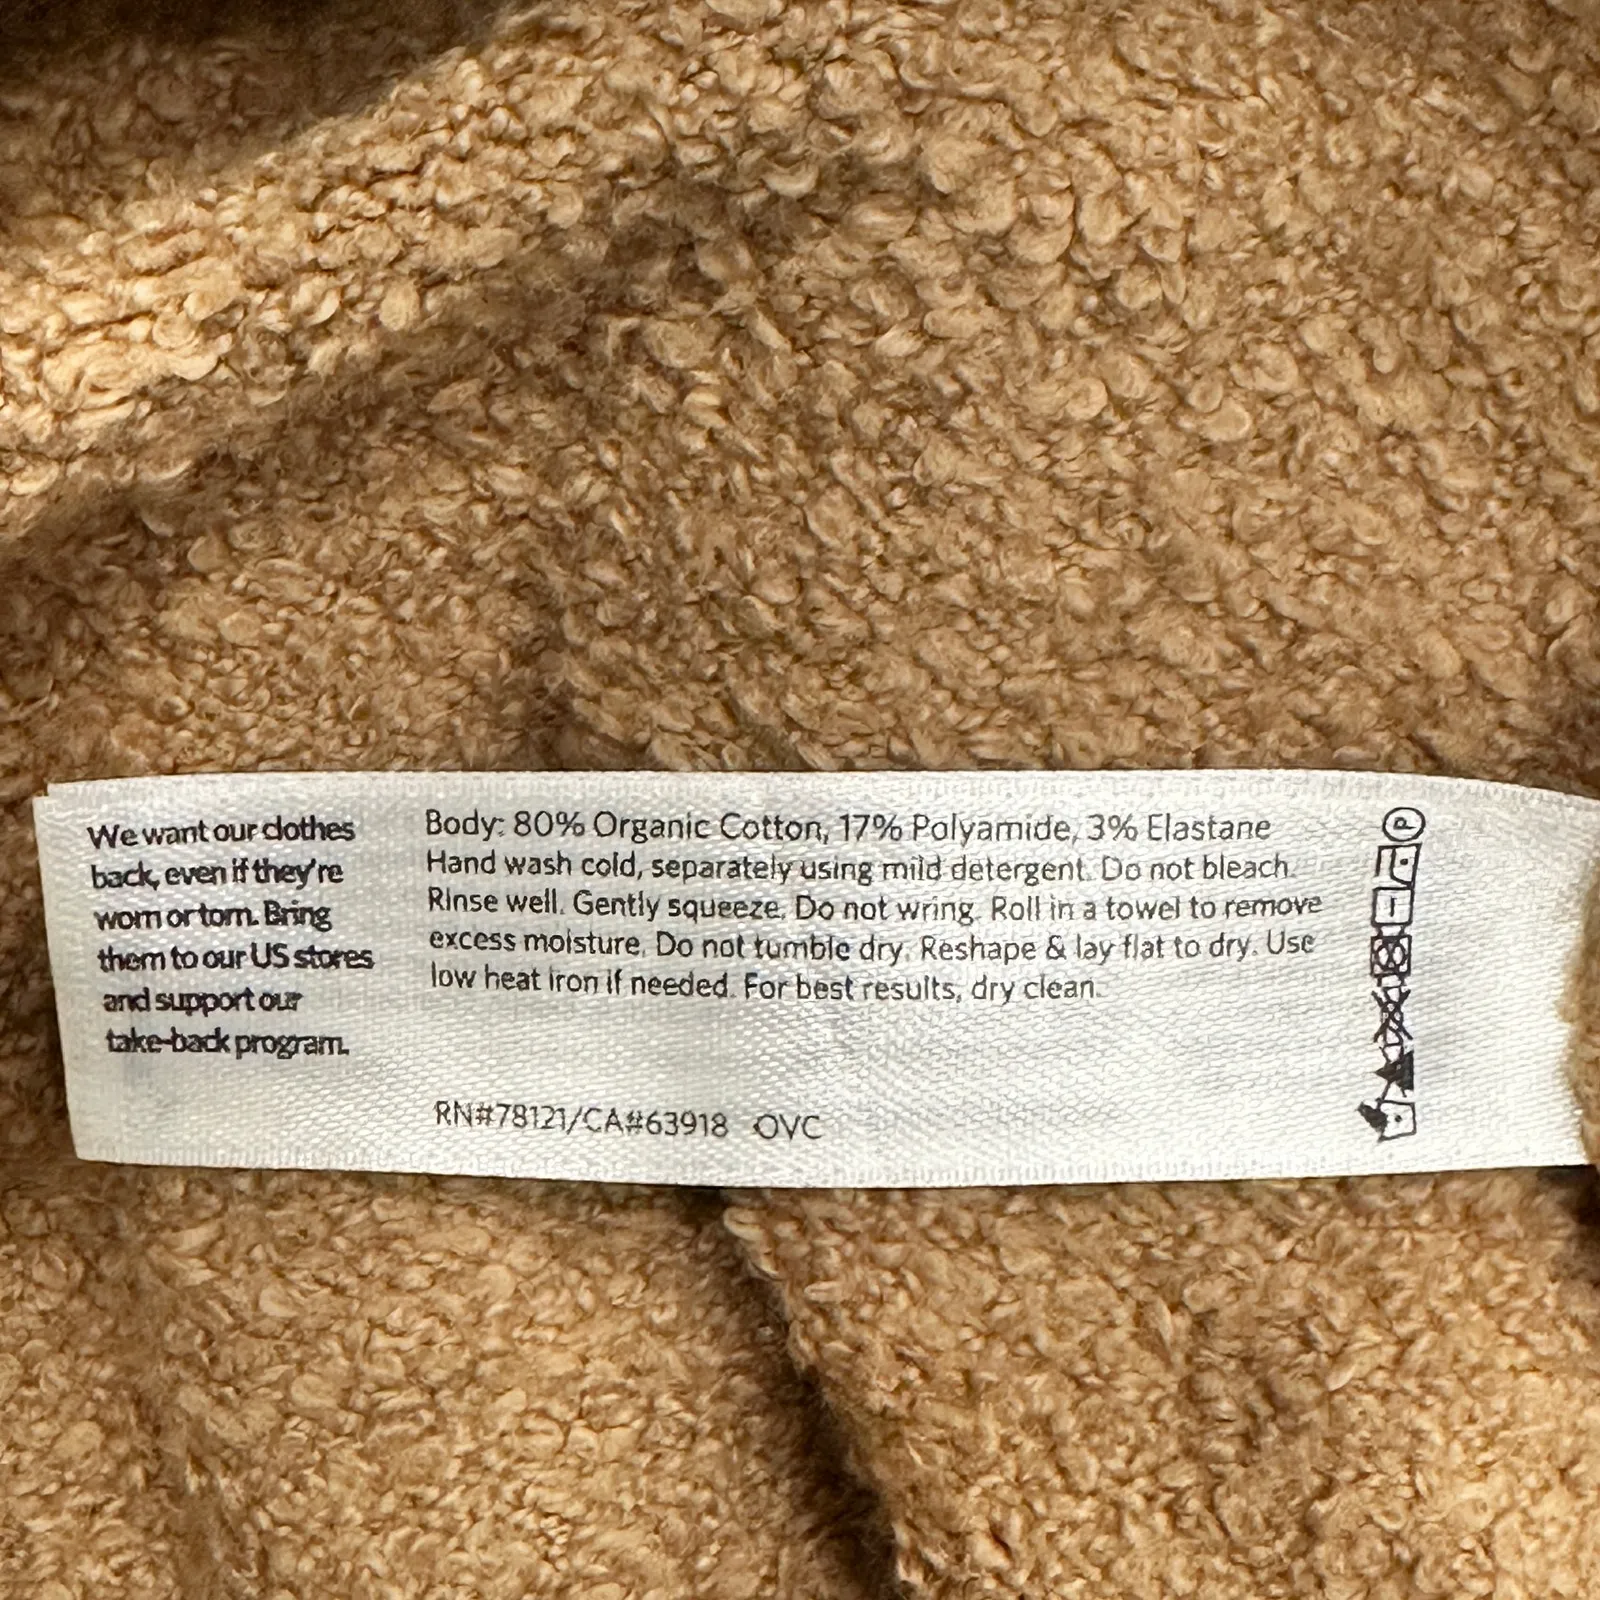 We want our clothes
back, even if they're
worn or torn. Bring
them to our US stores
and support our
take-back program.
Body: 80% Organic Cotton, 17% Polyamide, 3% Elastane
Hand wash cold, separately using mild detergent. Do not bleach.
Rinse well. Gently squeeze. Do not wring. Roll in a towel to remove
excess moisture. Do not tumble dry. Reshape & lay flat to dry. Use
low heat iron if needed. For best results, dry clean.
RN#78121/CA#63918 OVC
P